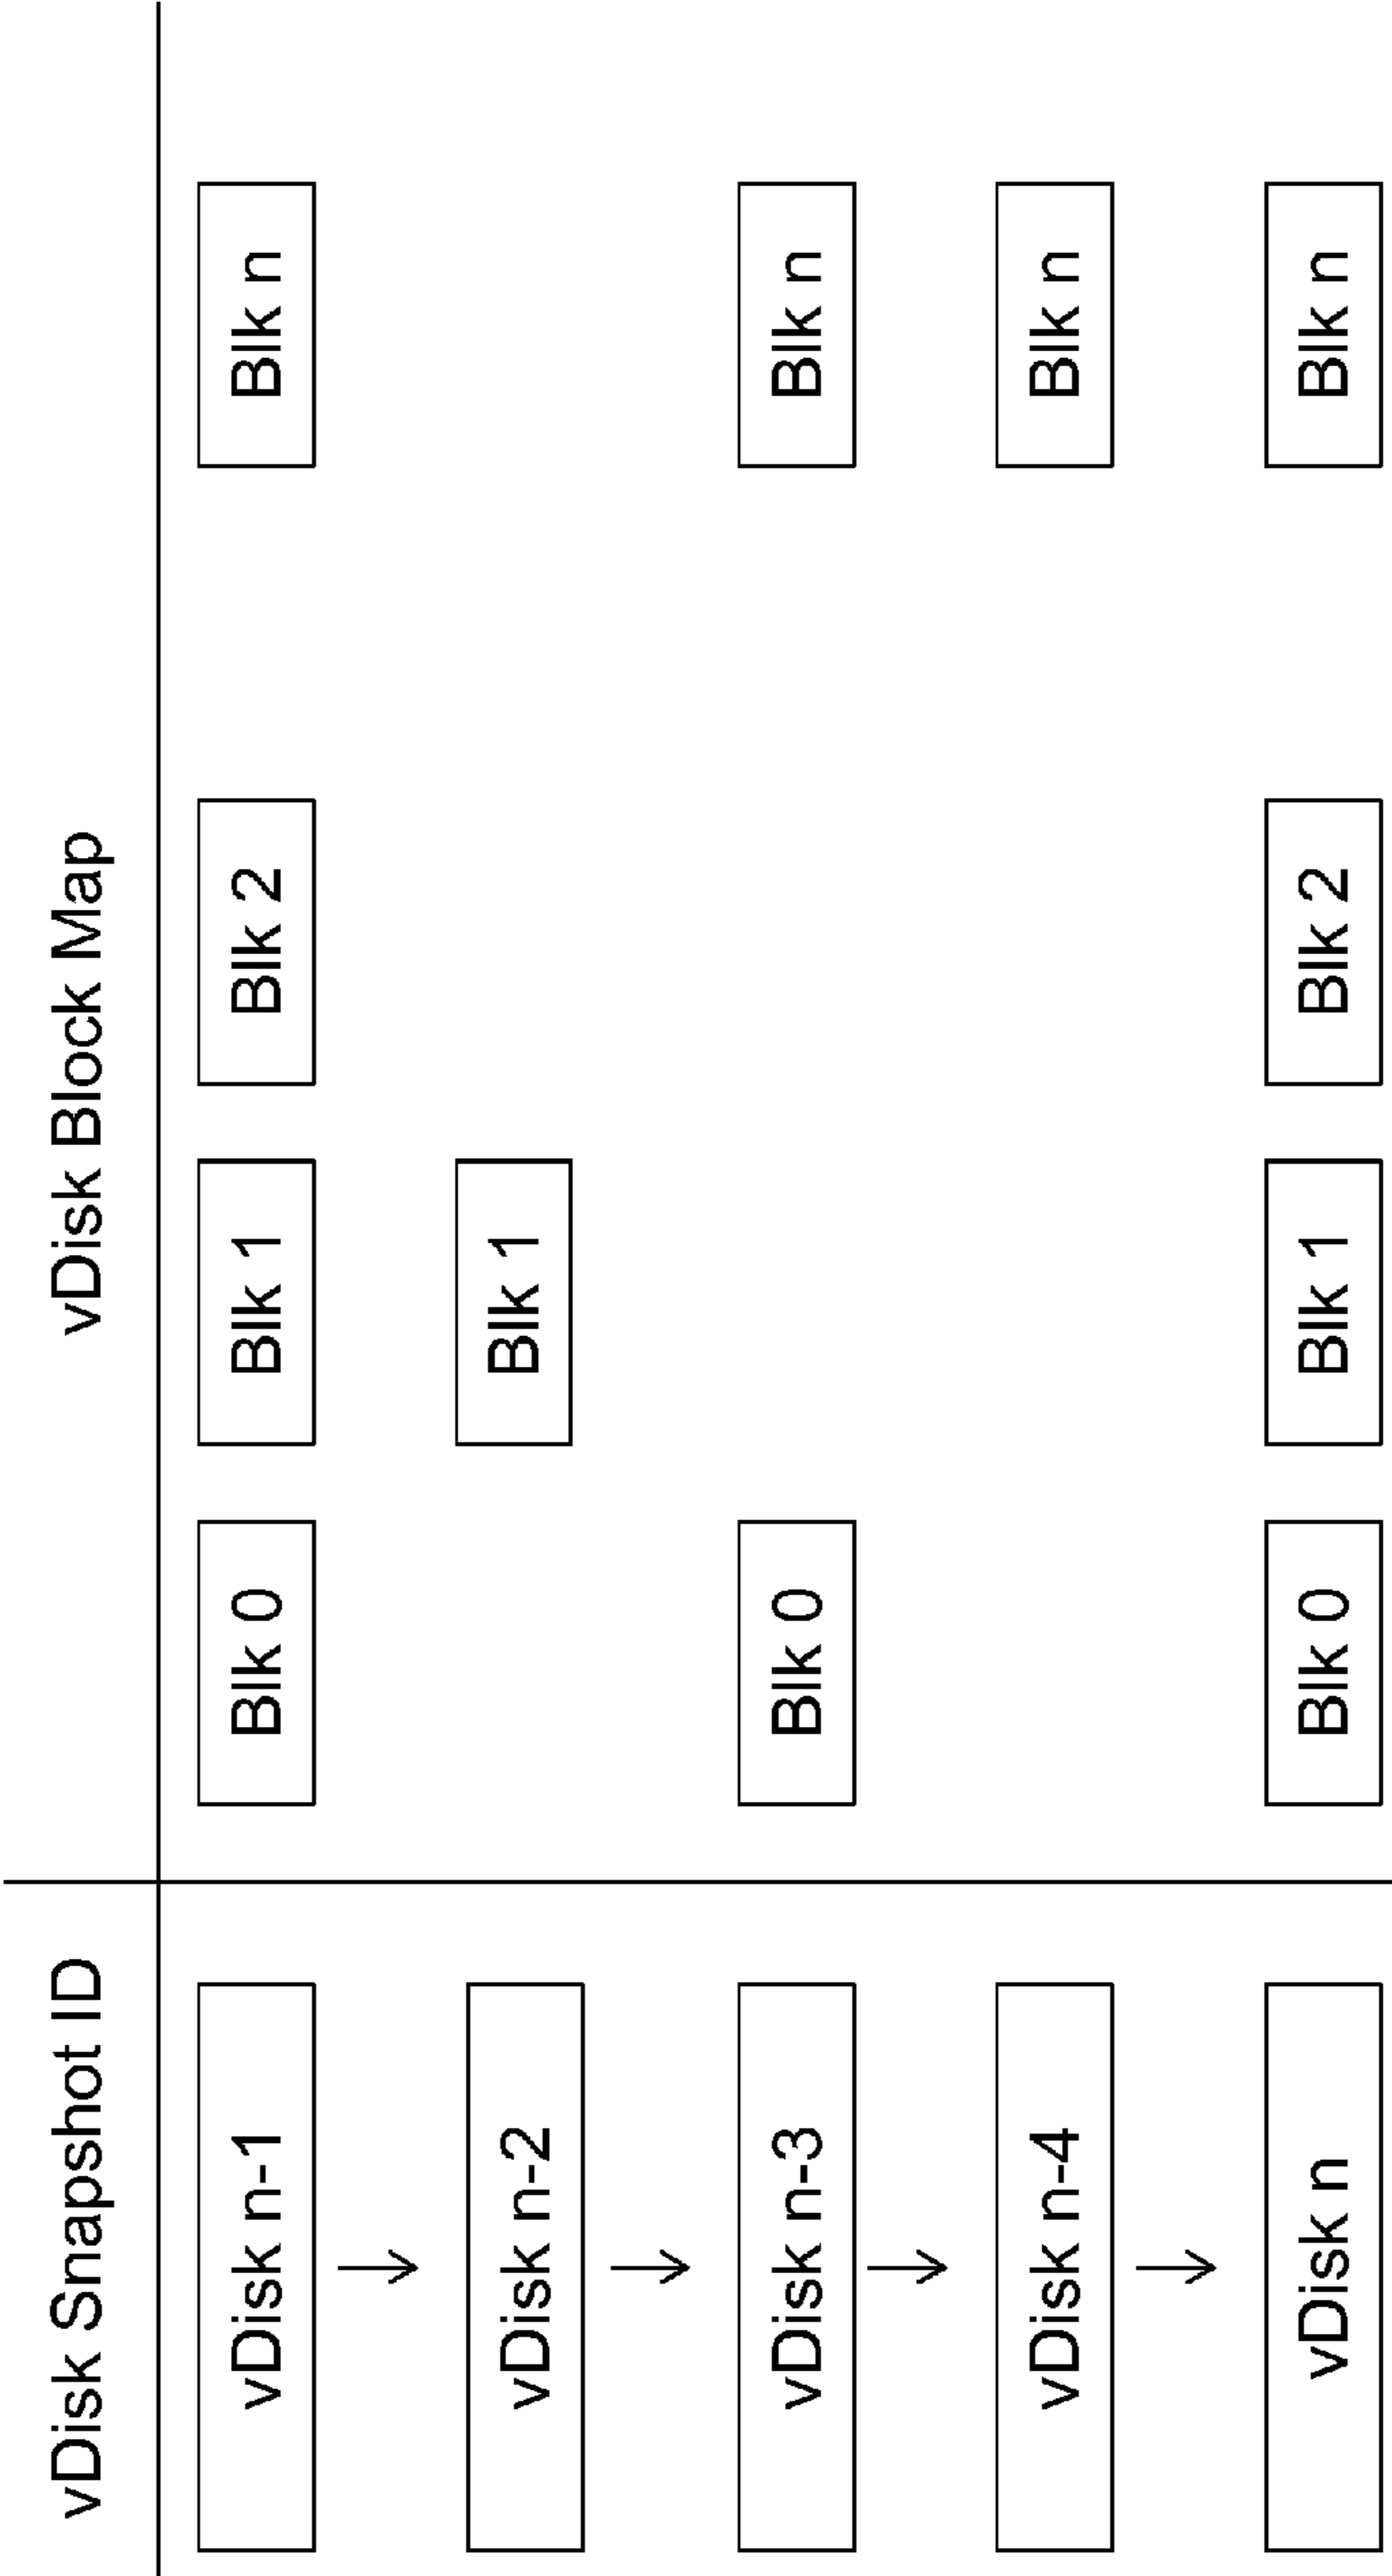 vDisk Snapshot ID vDisk Block Map
vDisk n-1 Blk 0 Blk 1 Blk 2 Blk n
vDisk n-2 Blk 1
vDisk n-3 Blk 0 Blk n
vDisk n-4 Blk n
vDisk n Blk 0 Blk 1 Blk 2 Blk n